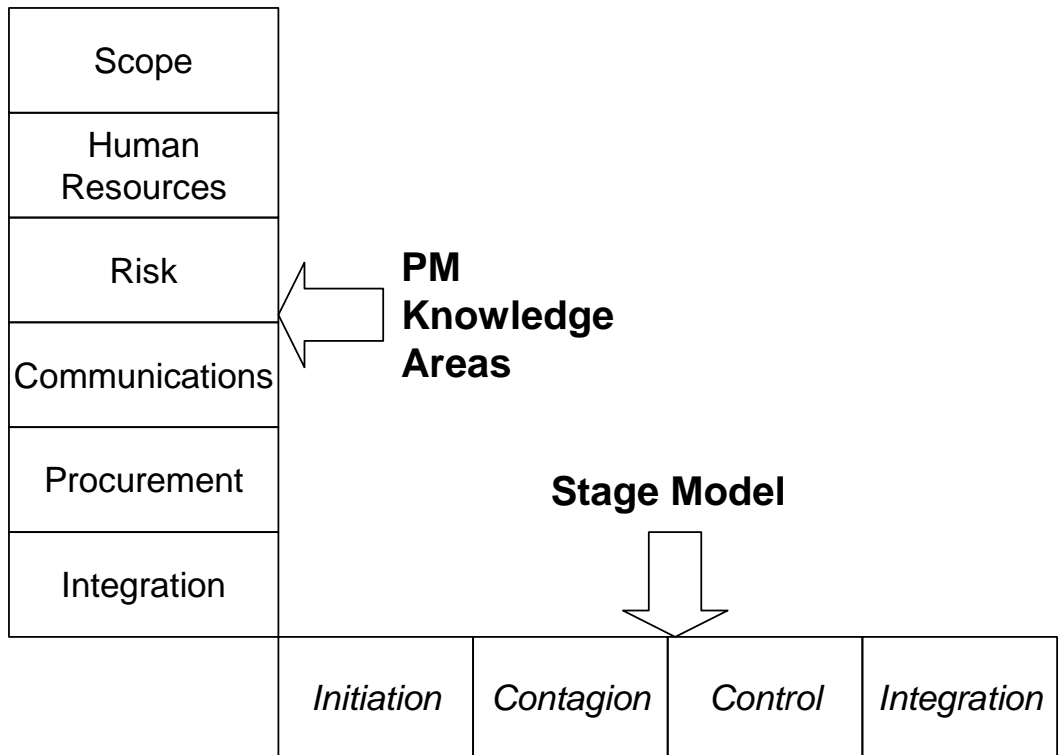 Scope
Human
Resources
Risk
PM
Knowledge
Areas
Communications
Procurement
Stage Model
Integration
Initiation
Contagion
Control
Integration